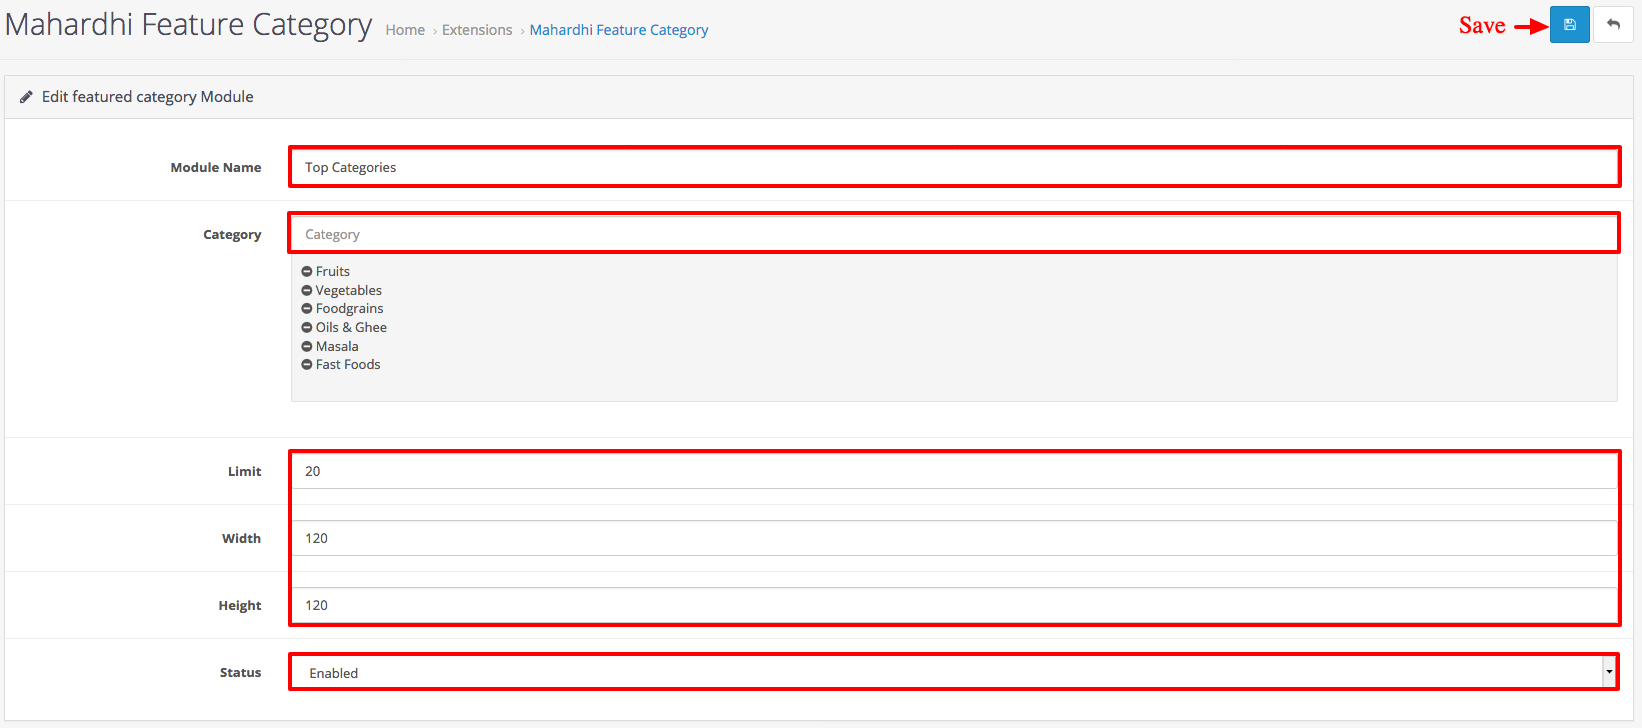 Mahardhi Feature Category Home › Extensions › Mahardhi Feature Category Save
Edit featured category Module
Module Name Top Categories
Category Category
Fruits
Vegetables
Foodgrains
Oils & Ghee
Masala
Fast Foods
Limit 20
Width 120
Height 120
Status Enabled